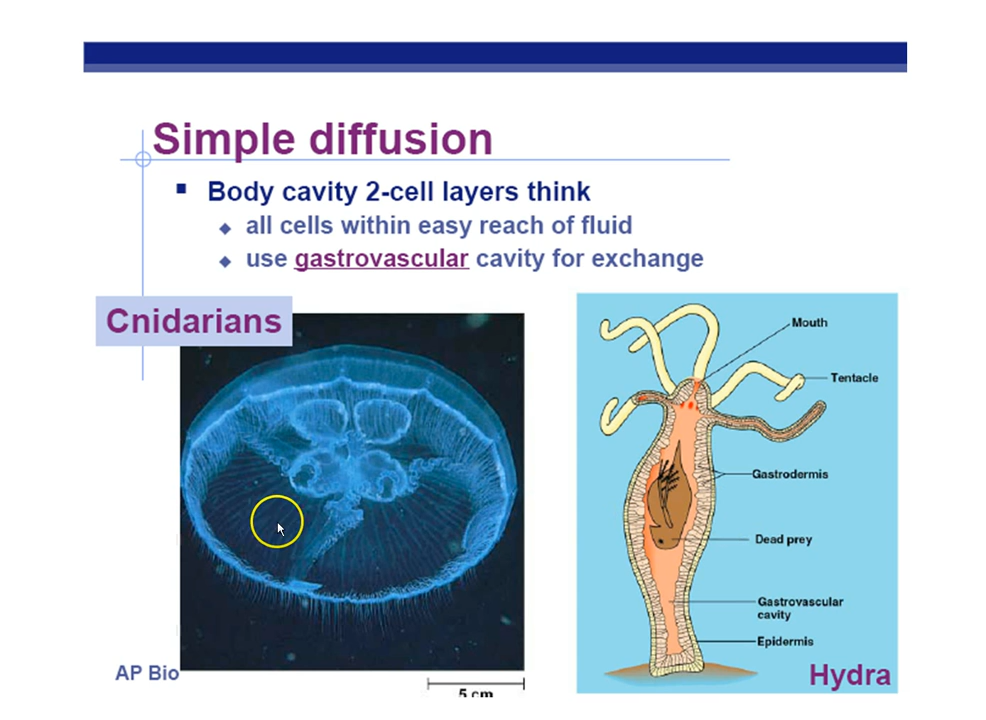 Simple diffusion
Body cavity 2-cell layers think
all cells within easy reach of fluid
use gastrovascular cavity for exchange
Cnidarians
Mouth
Tentacle
Gastrodermis
Dead prey
Gastrovascular
cavity
Epidermis
Hydra
AP Bio
5 cm